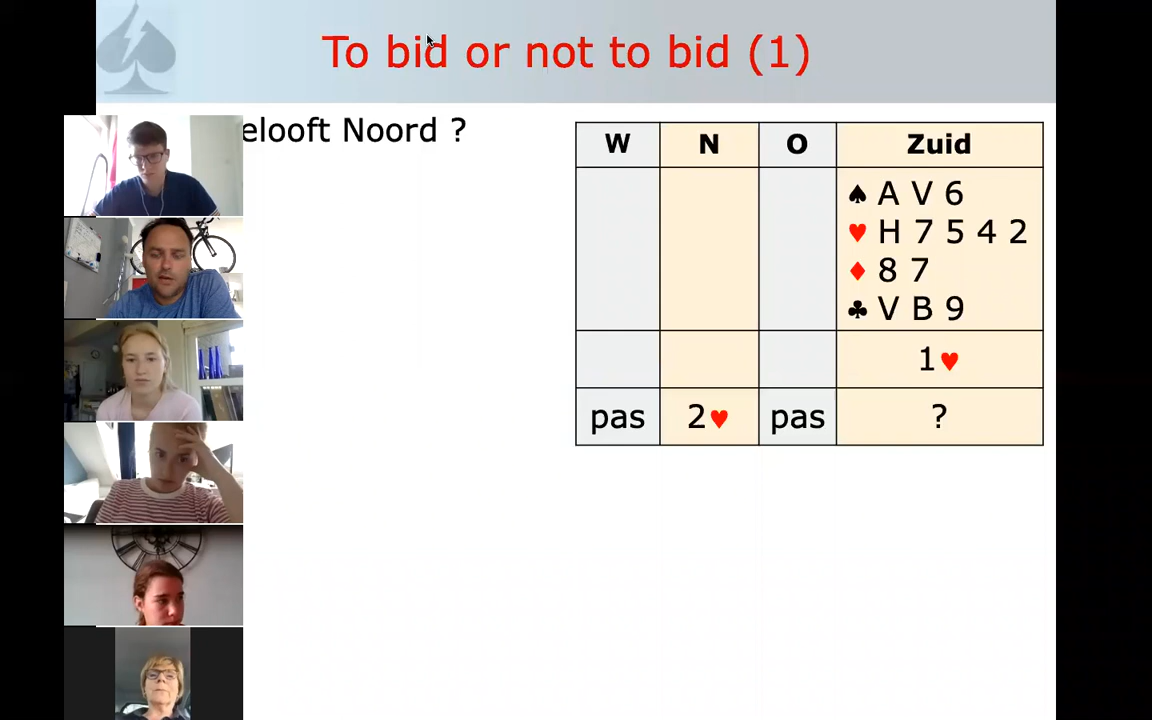 To bid or not to bid (1)
elooft Noord ?
W N O Zuid
♠ A V 6
♥ H 7 5 4 2
♦ 8 7
♣ V B 9
1♥
pas 2♥ pas ?